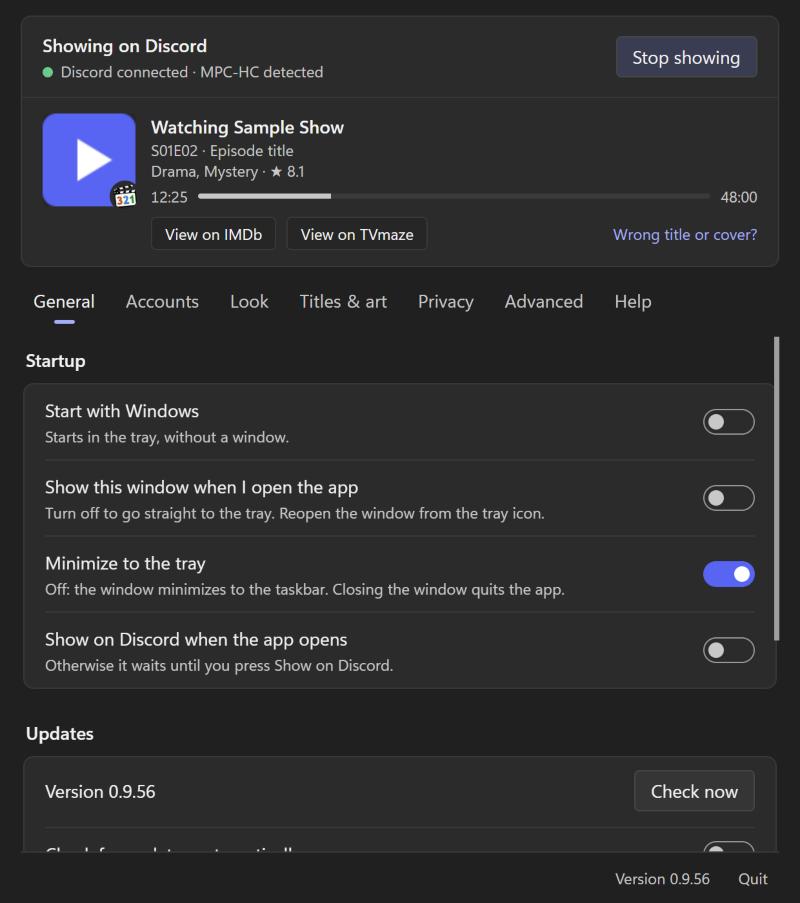 Showing on Discord
Discord connected · MPC-HC detected
Stop showing
321
Watching Sample Show
S01E02 · Episode title
Drama, Mystery · ★ 8.1
12:25
48:00
View on IMDb
View on TVmaze
Wrong title or cover?
General
Accounts
Look
Titles & art
Privacy
Advanced
Help
Startup
Start with Windows
Starts in the tray, without a window.
Show this window when I open the app
Turn off to go straight to the tray. Reopen the window from the tray icon.
Minimize to the tray
Off: the window minimizes to the taskbar. Closing the window quits the app.
Show on Discord when the app opens
Otherwise it waits until you press Show on Discord.
Updates
Version 0.9.56
Check now
Version 0.9.56
Quit